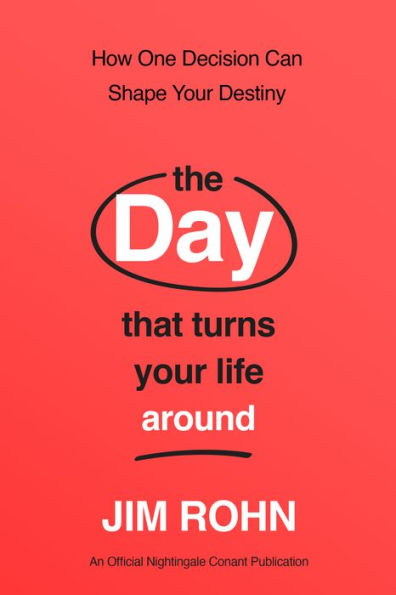 How One Decision Can
Shape Your Destiny
the
Day
that turns
your life
around
JIM ROHN
An Official Nightingale Conant Publication